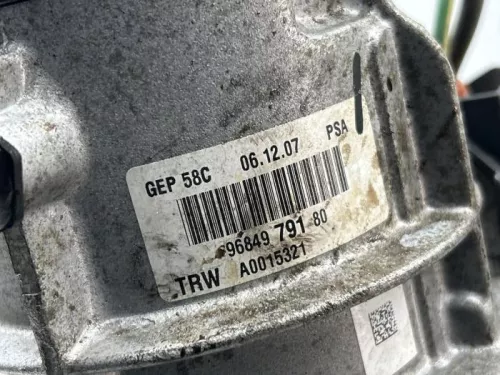 GEP 58C 06.12.07 PSA
96849 791 80
TRW A0015321